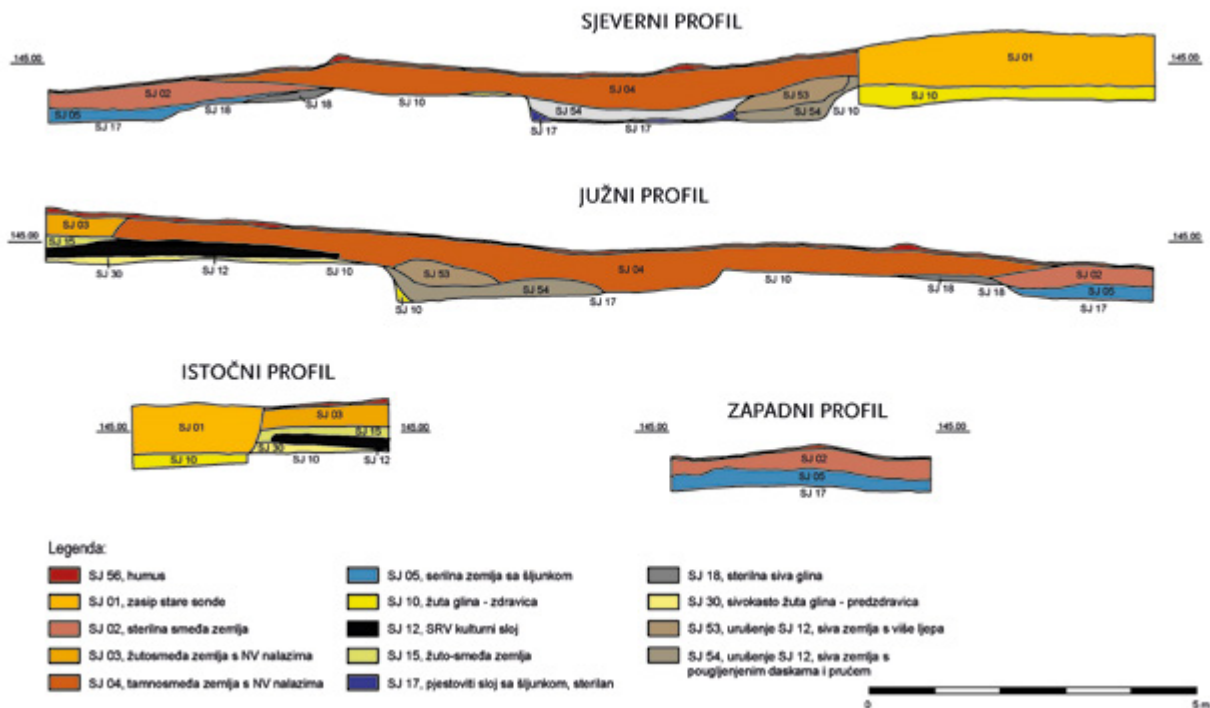 SJEVERNI PROFIL
145.00
145.00
SJ 01
SJ 02
SJ 04
SJ 53
SJ 10
SJ 18
SJ 18
SJ 10
SJ 54
SJ 54
SJ 10
SJ 05
SJ 17
SJ 17
SJ 17
JUŽNI PROFIL
145.00
145.00
SJ 03
SJ 15
SJ 30
SJ 12
SJ 10
SJ 53
SJ 04
SJ 54
SJ 10
SJ 17
SJ 10
SJ 18
SJ 18
SJ 02
SJ 05
SJ 17
ISTOČNI PROFIL
145.00
145.00
SJ 01
SJ 03
SJ 15
SJ 30
SJ 10
SJ 10
SJ 12
ZAPADNI PROFIL
145.00
145.00
SJ 02
SJ 05
SJ 17
Legenda:
SJ 56, humus
SJ 01, zasip stare sonde
SJ 02, sterilna smeđa zemlja
SJ 03, žutosmeđa zemlja s NV nalazima
SJ 04, tamnosmeđa zemlja s NV nalazima
SJ 05, serilna zemlja sa šljunkom
SJ 10, žuta glina - zdravica
SJ 12, SRV kulturni sloj
SJ 15, žuto-smeđa zemlja
SJ 17, pjestoviti sloj sa šljunkom, sterilan
SJ 18, sterilna siva glina
SJ 30, sivokasto žuta glina - predzdravica
SJ 53, urušenje SJ 12, siva zemlja s više ljepa
SJ 54, urušenje SJ 12, siva zemlja s
pougljenjenim daskama i prućem
0
5 m